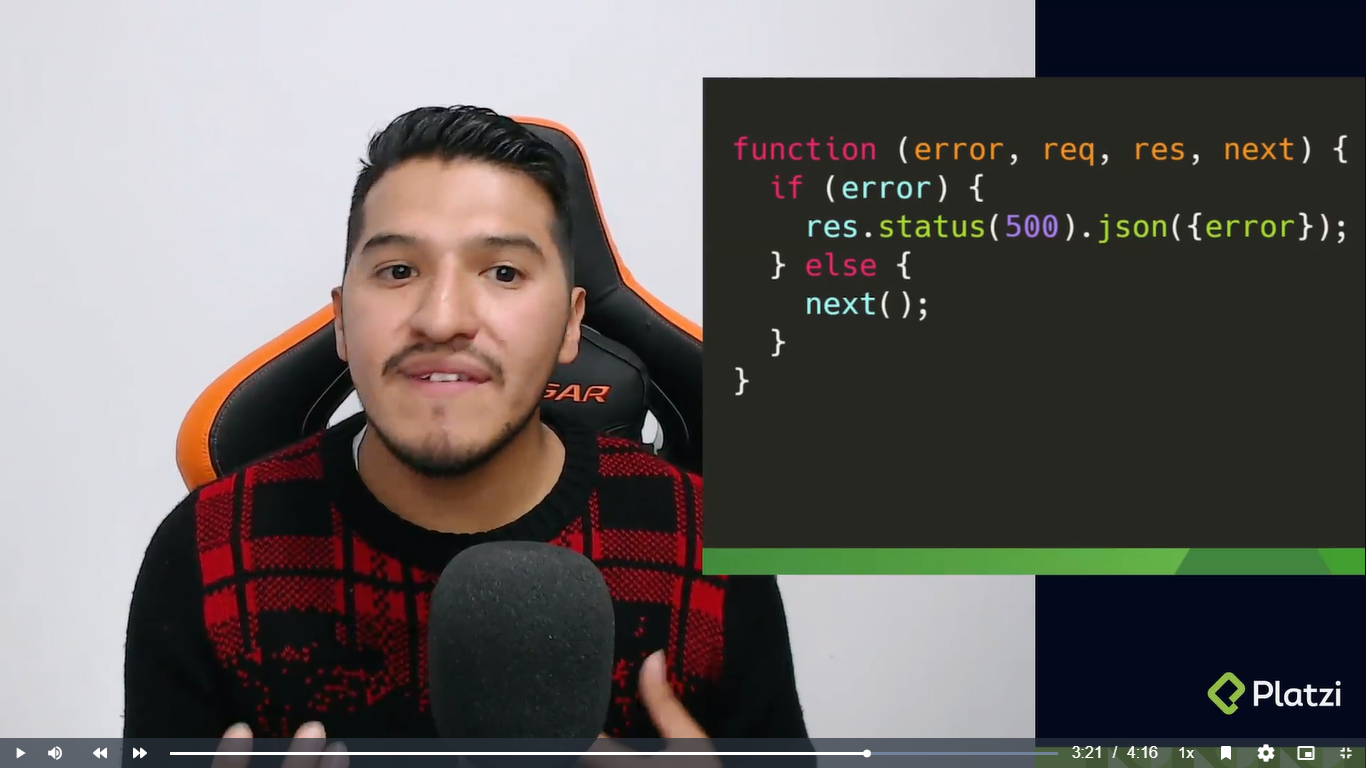 function (error, req, res, next) {
  if (error) {
    res.status(500).json({error});
  } else {
    next();
  }
}
GAR
Platzi
3:21 / 4:16 1x